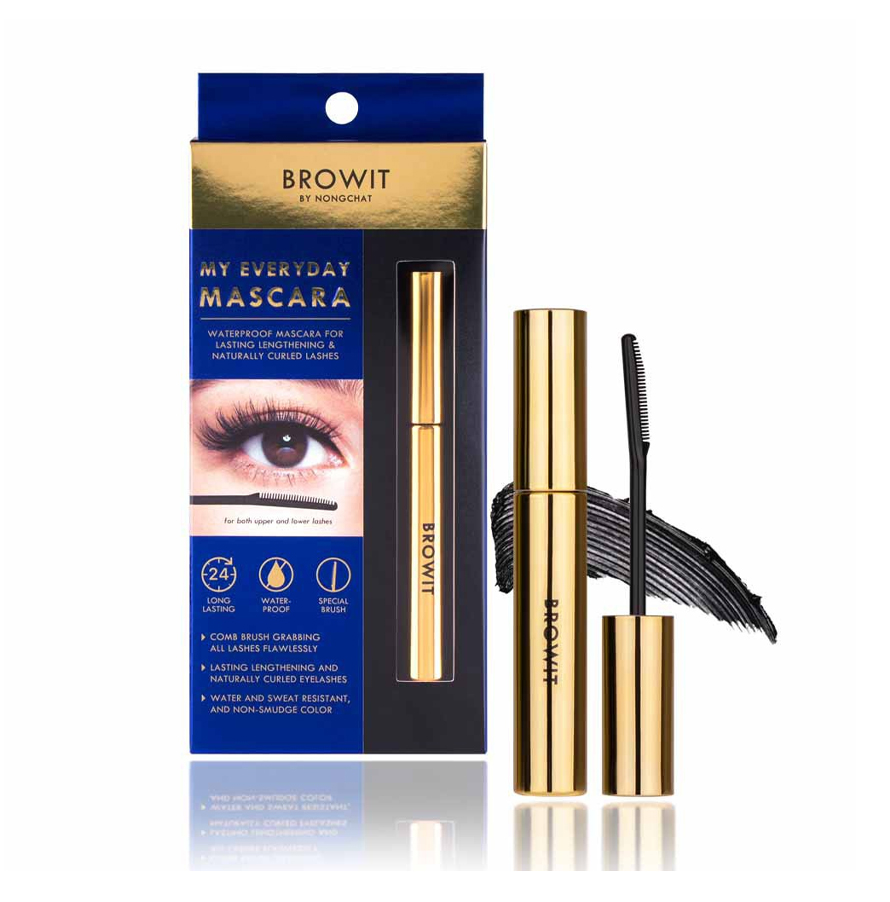 BROWIT
BY NONGCHAT
MY EVERYDAY
MASCARA
WATERPROOF MASCARA FOR
LASTING LENGTHENING &
NATURALLY CURLED LASHES
for both upper and lower lashes
24
LONG
LASTING
WATER-
PROOF
SPECIAL
BRUSH
COMB BRUSH GRABBING
ALL LASHES FLAWLESSLY
LASTING LENGTHENING AND
NATURALLY CURLED EYELASHES
WATER AND SWEAT RESISTANT,
AND NON-SMUDGE COLOR
BROWIT
BROWIT